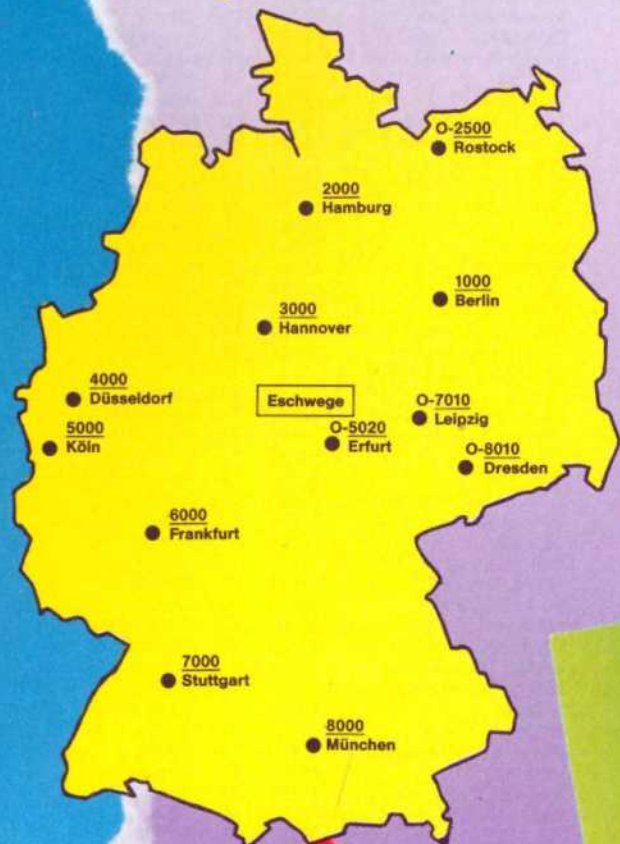 O-2500
Rostock
2000
Hamburg
1000
Berlin
3000
Hannover
4000
Düsseldorf
Eschwege
O-7010
Leipzig
5000
Köln
O-5020
Erfurt
O-8010
Dresden
6000
Frankfurt
7000
Stuttgart
8000
München